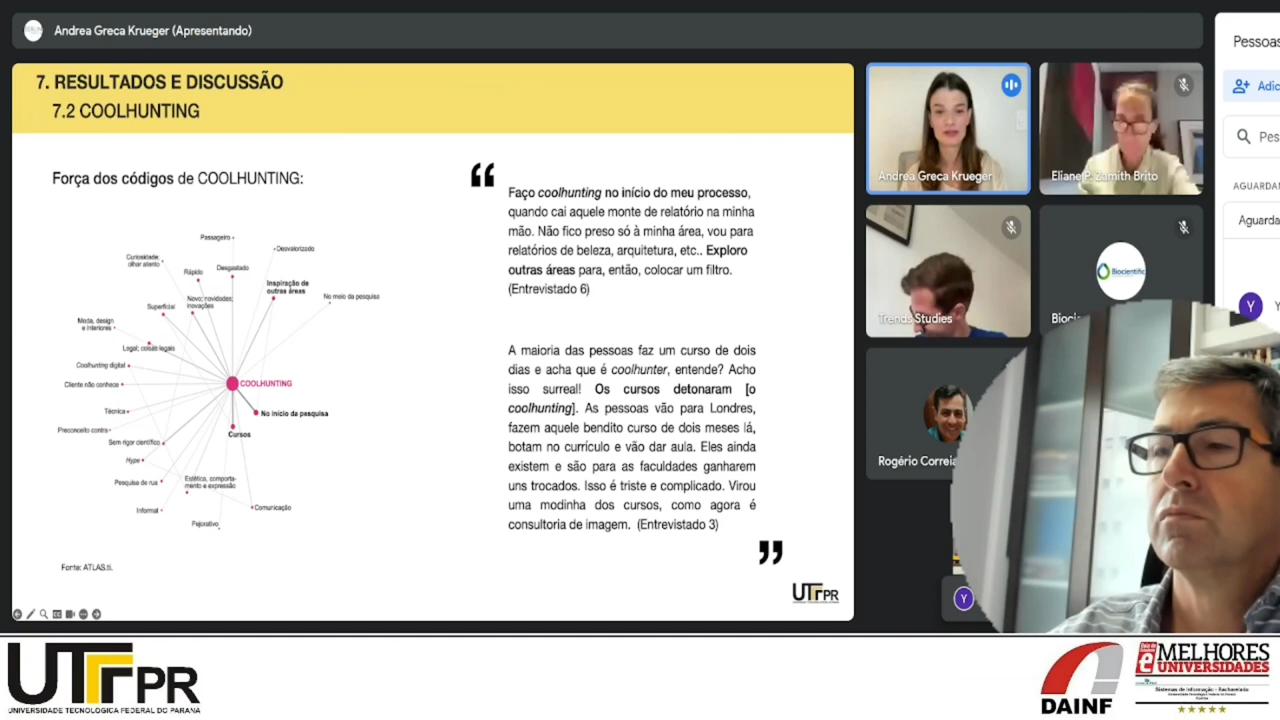 Andrea Greca Krueger (Apresentando)
7. RESULTADOS E DISCUSSÃO
7.2 COOLHUNTING
Força dos códigos de COOLHUNTING:
Passageiro
Desvalorizado
Curiosidade;
olhar atento
Rápido
Desgastado
Inspiração de
outras áreas
No meio da pesquisa
Superficial
Novo; novidades;
inovações
Moda, design
e interiores
Legal; coisas legais
Coolhunting digital
Cliente não conhece
COOLHUNTING
Técnica
No início da pesquisa
Preconceito contra
Cursos
Sem rigor científico
Hype
Pesquisa de rua
Estética, comporta-
mento e expressão
Informal
Comunicação
Pejorativo
Fonte: ATLAS.ti.
“
Faço coolhunting no início do meu processo,
quando cai aquele monte de relatório na minha
mão. Não fico preso só à minha área, vou para
relatórios de beleza, arquitetura, etc.. Exploro
outras áreas para, então, colocar um filtro.
(Entrevistado 6)
A maioria das pessoas faz um curso de dois
dias e acha que é coolhunter, entende? Acho
isso surreal! Os cursos detonaram [o
coolhunting]. As pessoas vão para Londres,
fazem aquele bendito curso de dois meses lá,
botam no currículo e vão dar aula. Eles ainda
existem e são para as faculdades ganharem
uns trocados. Isso é triste e complicado. Virou
uma modinha dos cursos, como agora é
consultoria de imagem. (Entrevistado 3)
”
UTFPR
Andrea Greca Krueger
Eliane P. Zamith Brito
Trends Studies
Biocientific
Bioci
Rogério Correia
Y
Pessoas
Adic
Pes
AGUARDAN
Aguarda
Y
UTFPR
UNIVERSIDADE TECNOLÓGICA FEDERAL DO PARANÁ
DAINF
MELHORES
UNIVERSIDADES
Sistemas de Informação - Bacharelado